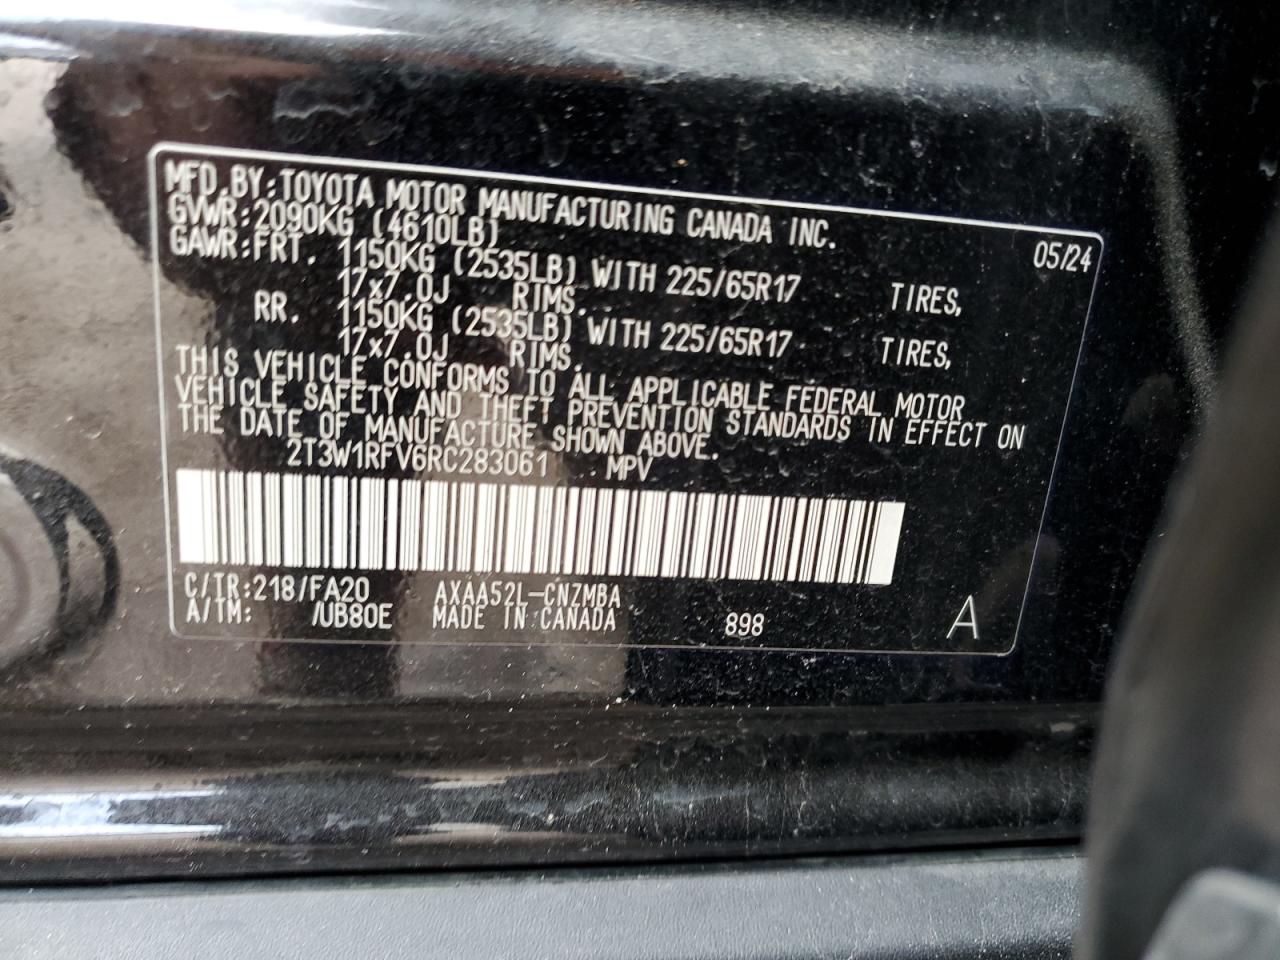 MFD.BY:TOYOTA MOTOR MANUFACTURING CANADA INC.
GVWR:2090KG (4610LB) 05/24
GAWR:FRT. 1150KG (2535LB) WITH 225/65R17 TIRES,
17x7.0J RIMS.
RR. 1150KG (2535LB) WITH 225/65R17 TIRES,
17x7.0J RIMS.
THIS VEHICLE CONFORMS TO ALL APPLICABLE FEDERAL MOTOR
VEHICLE SAFETY AND THEFT PREVENTION STANDARDS IN EFFECT ON
THE DATE OF MANUFACTURE SHOWN ABOVE.
2T3W1RFV6RC283061 MPV
C/TR:218/FA20 AXAA52L-CNZMBA
A/TM: /UB80E MADE IN CANADA 898 A